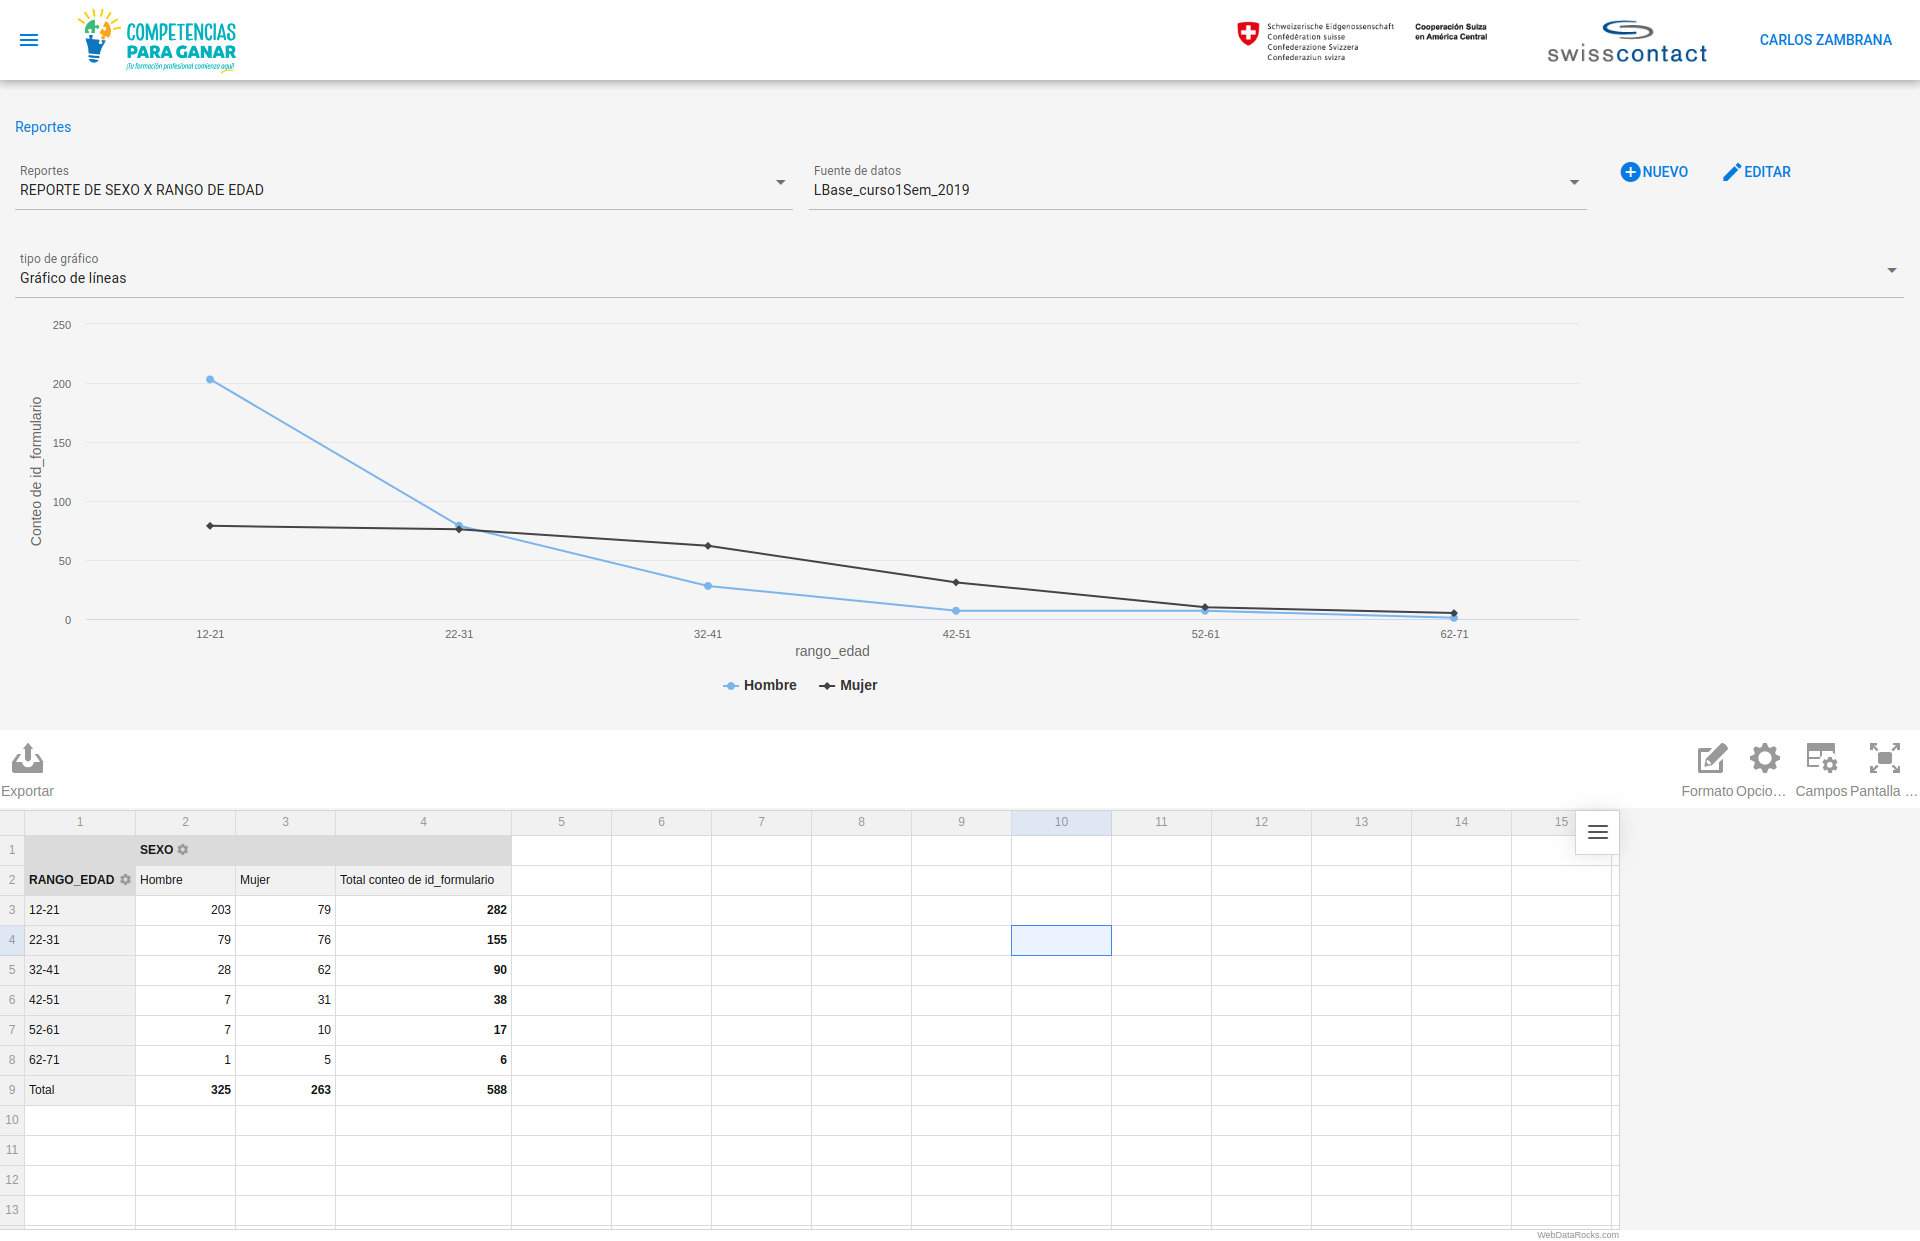 COMPETENCIAS
PARA GANAR
¡Tu formación profesional comienza aquí!
Schweizerische Eidgenossenschaft
Confédération suisse
Confederazione Svizzera
Confederaziun svizra
Cooperación Suiza
en América Central
swisscontact
CARLOS ZAMBRANA
Reportes
Reportes
REPORTE DE SEXO X RANGO DE EDAD
Fuente de datos
LBase_curso1Sem_2019
NUEVO
EDITAR
tipo de gráfico
Gráfico de líneas
250
200
150
100
50
0
Conteo de id_formulario
12-21 22-31 32-41 42-51 52-61 62-71
rango_edad
Hombre Mujer
Exportar
Formato Opcio... Campos Pantalla ...
1 2 3 4 5 6 7 8 9 10 11 12 13 14 15
1 SEXO
2 RANGO_EDAD Hombre Mujer Total conteo de id_formulario
3 12-21 203 79 282
4 22-31 79 76 155
5 32-41 28 62 90
6 42-51 7 31 38
7 52-61 7 10 17
8 62-71 1 5 6
9 Total 325 263 588
10
11
12
13
WebDataRocks.com